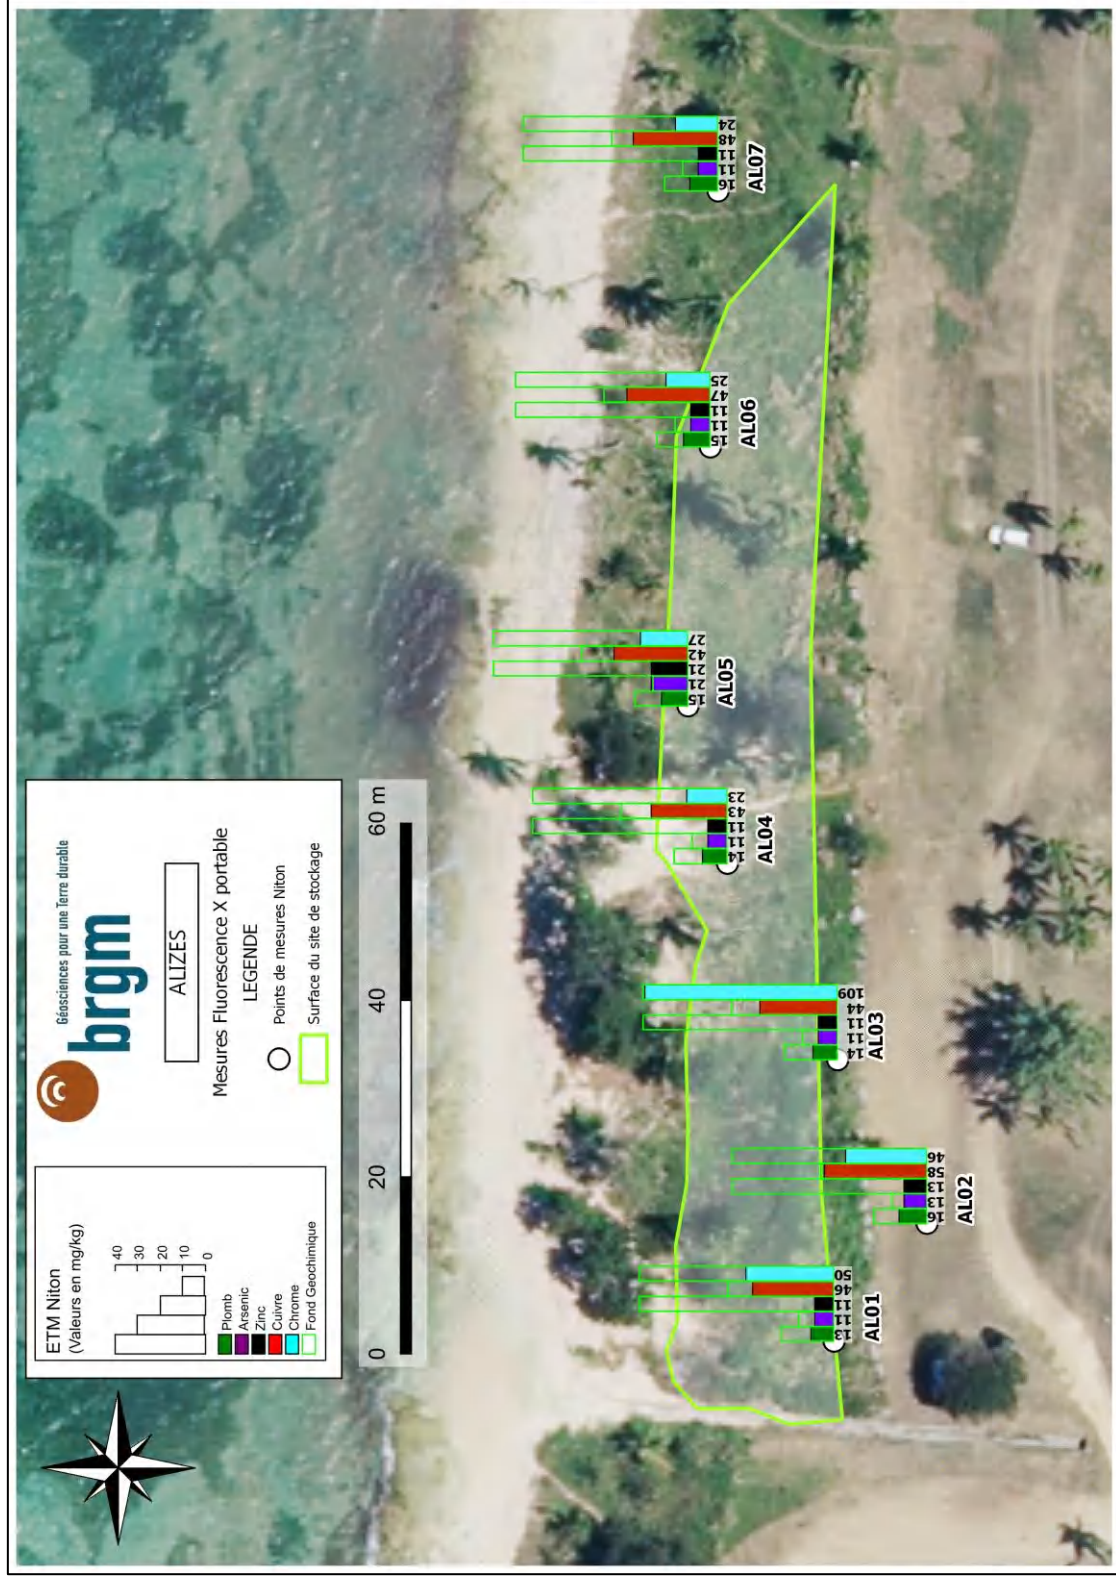 ETM Niton
(Valeurs en mg/kg)
40
30
20
10
0
Plomb
Arsenic
Zinc
Cuivre
Chrome
Fond Geochimique
Géosciences pour une Terre durable
brgm
ALIZES
Mesures Fluorescence X portable
LEGENDE
Points de mesures Niton
Surface du site de stockage
0
20
40
60 m
13
11
11
46
50
AL01
16
13
13
58
46
AL02
14
11
11
44
109
AL03
14
11
11
43
23
AL04
15
21
21
42
27
AL05
15
11
11
47
25
AL06
16
11
11
48
24
AL07